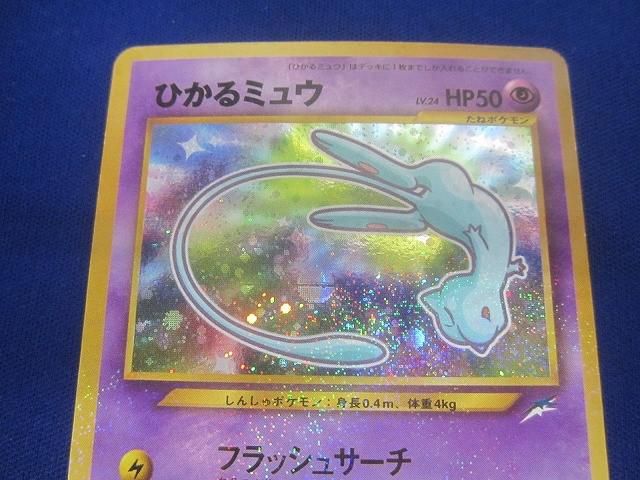 「ひかるミュウ」はデッキに1枚までしか入れることができません。
ひかるミュウ
LV.24 HP50
たねポケモン
しんしゅポケモン：身長0.4m、体重4kg
フラッシュサーチ